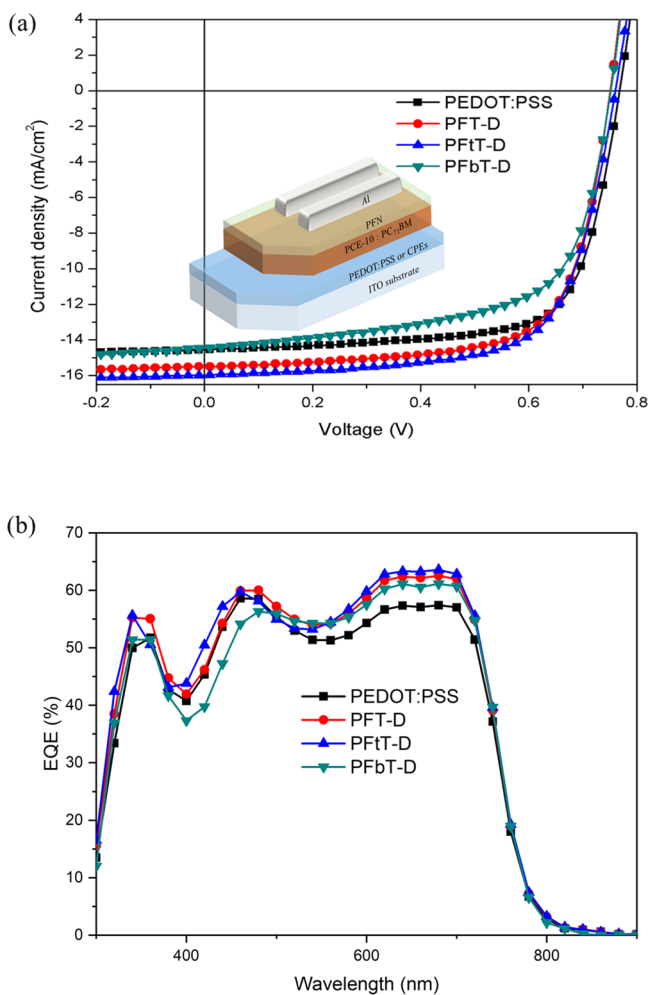 (a)
4
2
0
-2
-4
-6
-8
-10
-12
-14
-16
Current density (mA/cm²)
PEDOT:PSS
PFT-D
PFtT-D
PFbT-D
Al
PFN
PCE-10 : PC₇₁BM
PEDOT:PSS or CPEs
ITO substrate
-0.2 0.0 0.2 0.4 0.6 0.8
Voltage (V)
(b)
70
60
50
40
30
20
10
0
EQE (%)
PEDOT:PSS
PFT-D
PFtT-D
PFbT-D
400 600 800
Wavelength (nm)